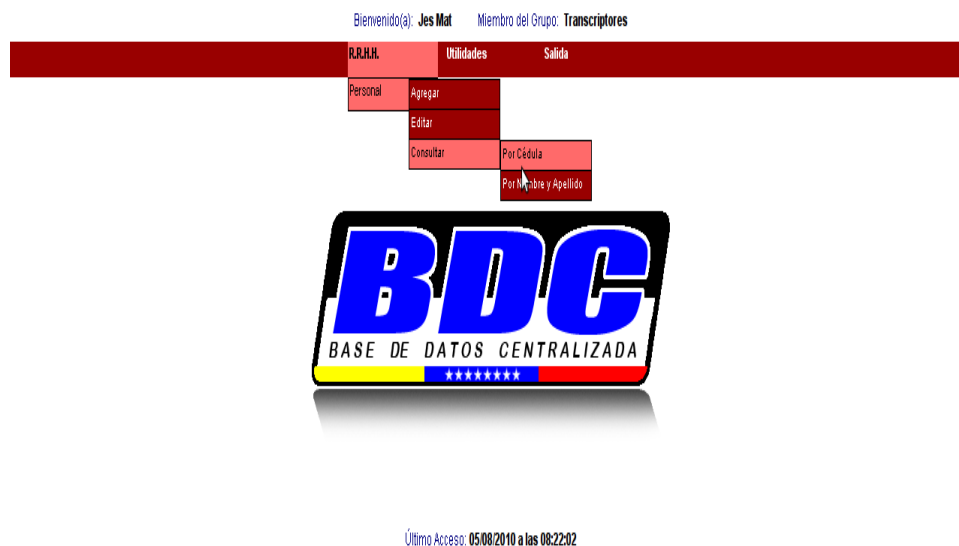 Bienvenido(a): Jes Mat Miembro del Grupo: Transcriptores
R.R.H.H. Utilidades Salida
Personal Agregar
Editar
Consultar Por Cédula
Por Nombre y Apellido
BDC
BASE DE DATOS CENTRALIZADA
Último Acceso: 05/08/2010 a las 08:22:02